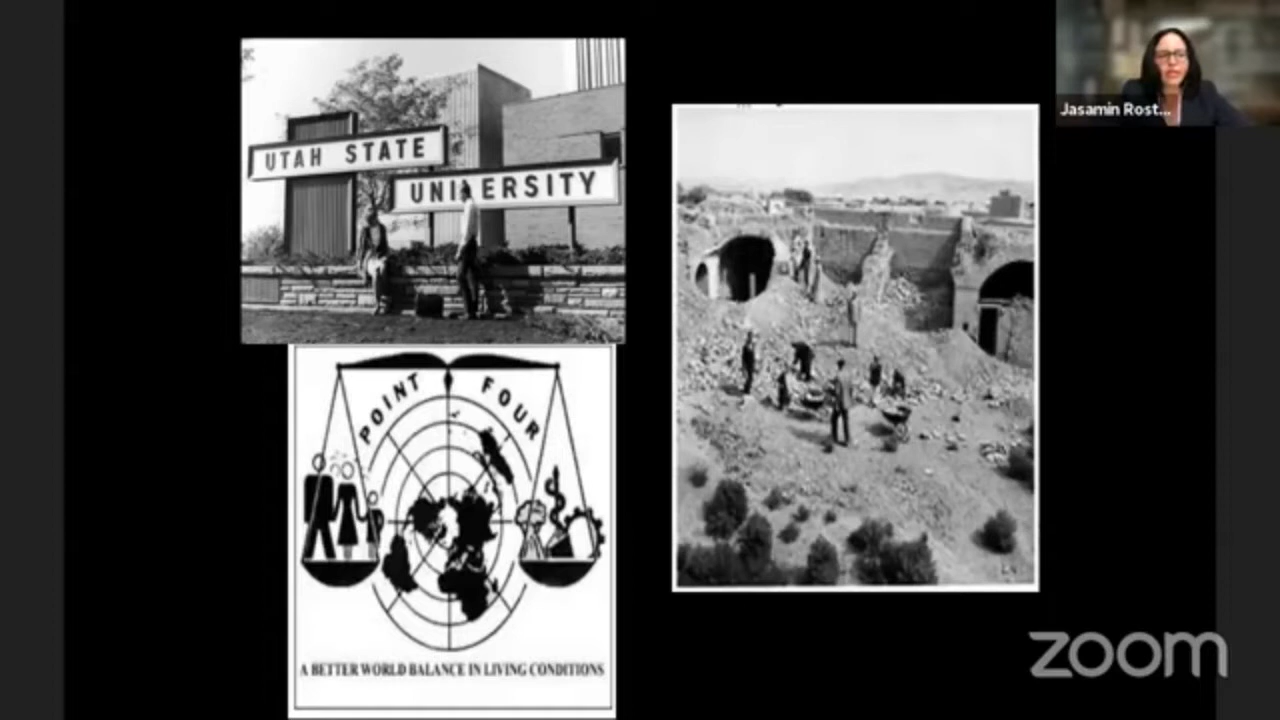 UTAH STATE
UNIVERSITY
POINT FOUR
A BETTER WORLD BALANCE IN LIVING CONDITIONS
Jasamin Rost...
zoom